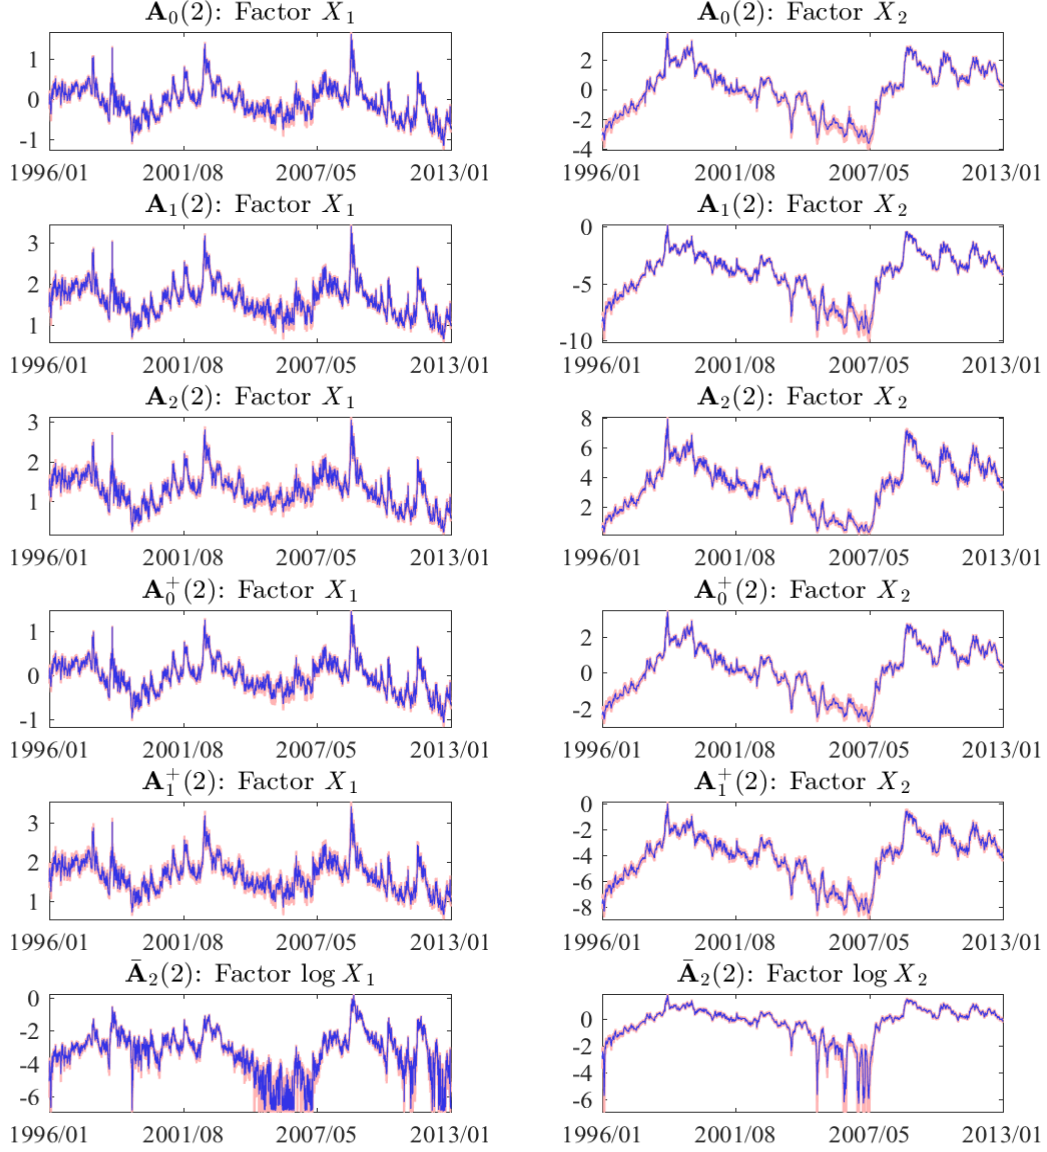 𝐀₀(2): Factor X₁
1
0
-1
1996/01 2001/08 2007/05 2013/01
𝐀₀(2): Factor X₂
2
0
-2
-4
1996/01 2001/08 2007/05 2013/01
𝐀₁(2): Factor X₁
3
2
1
1996/01 2001/08 2007/05 2013/01
𝐀₁(2): Factor X₂
0
-5
-10
1996/01 2001/08 2007/05 2013/01
𝐀₂(2): Factor X₁
3
2
1
1996/01 2001/08 2007/05 2013/01
𝐀₂(2): Factor X₂
8
6
4
2
1996/01 2001/08 2007/05 2013/01
𝐀₀⁺(2): Factor X₁
1
0
-1
1996/01 2001/08 2007/05 2013/01
𝐀₀⁺(2): Factor X₂
2
0
-2
1996/01 2001/08 2007/05 2013/01
𝐀₁⁺(2): Factor X₁
3
2
1
1996/01 2001/08 2007/05 2013/01
𝐀₁⁺(2): Factor X₂
0
-2
-4
-6
-8
1996/01 2001/08 2007/05 2013/01
𝐀̄₂(2): Factor log X₁
0
-2
-4
-6
1996/01 2001/08 2007/05 2013/01
𝐀̄₂(2): Factor log X₂
0
-2
-4
-6
1996/01 2001/08 2007/05 2013/01